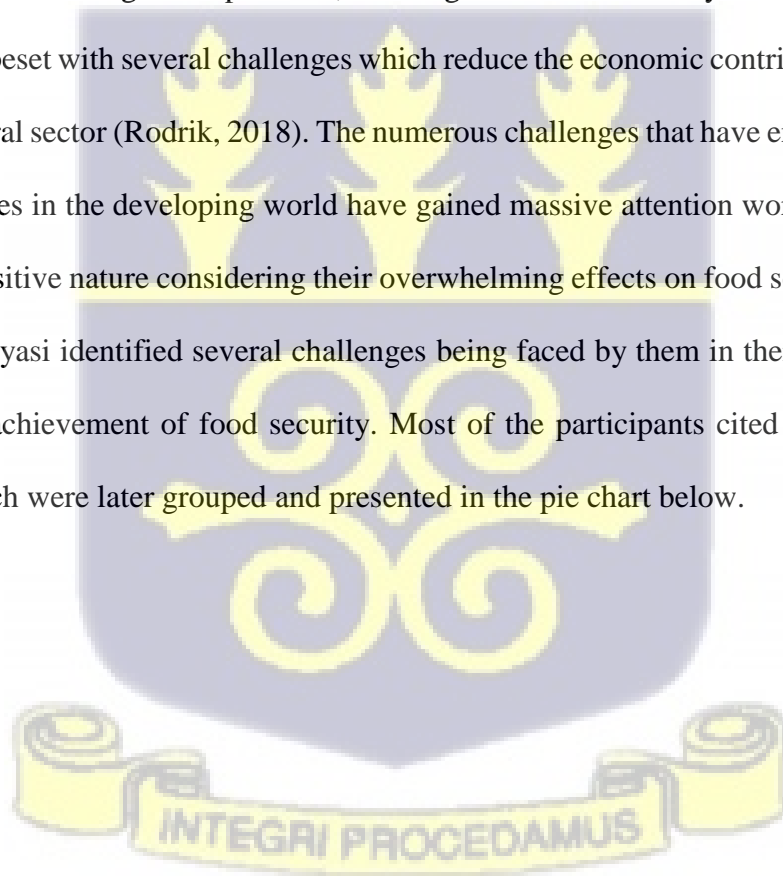 beset with several challenges which reduce the economic contri
al sector (Rodrik, 2018). The numerous challenges that have e
es in the developing world have gained massive attention wo
sitive nature considering their overwhelming effects on food s
yasi identified several challenges being faced by them in the
achievement of food security. Most of the participants cited
ch were later grouped and presented in the pie chart below.
INTEGRI PROCEDAMUS